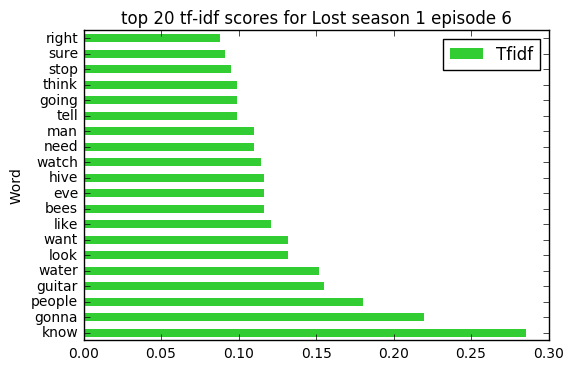 top 20 tf-idf scores for Lost season 1 episode 6
Tfidf
Word
right
sure
stop
think
going
tell
man
need
watch
hive
eve
bees
like
want
look
water
guitar
people
gonna
know
0.00 0.05 0.10 0.15 0.20 0.25 0.30